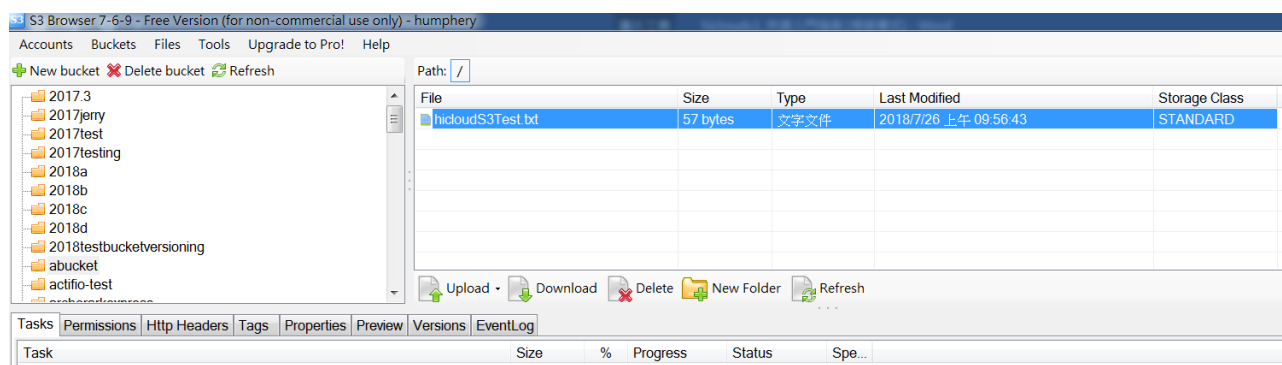 S3 S3 Browser 7-6-9 - Free Version (for non-commercial use only) - humphery
Accounts Buckets Files Tools Upgrade to Pro! Help
New bucket Delete bucket Refresh Path: /
File Size Type Last Modified Storage Class
hicloudS3Test.txt 57 bytes 文字文件 2018/7/26 上午 09:56:43 STANDARD
2017.3
2017jerry
2017test
2017testing
2018a
2018b
2018c
2018d
2018testbucketversioning
abucket
actifio-test
Upload Download Delete New Folder Refresh
Tasks Permissions Http Headers Tags Properties Preview Versions EventLog
Task Size % Progress Status Spe...